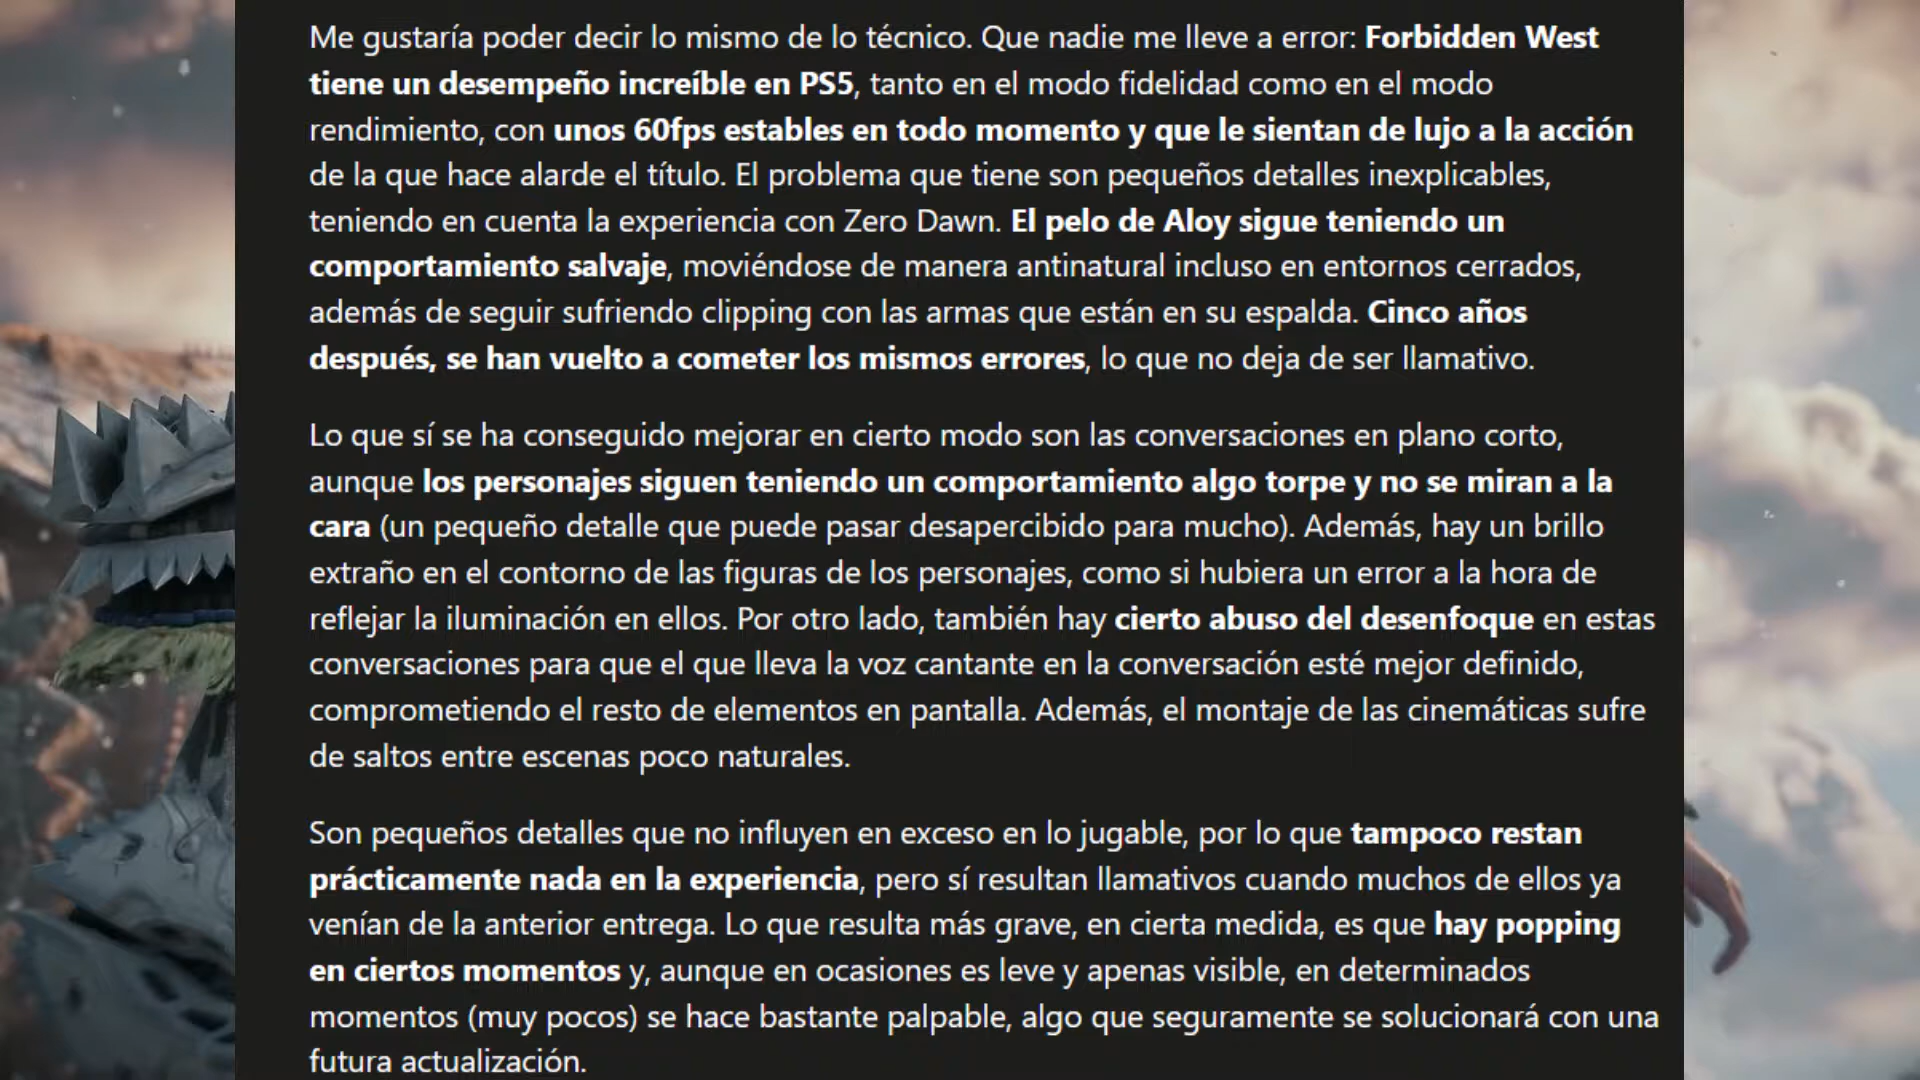 Me gustaría poder decir lo mismo de lo técnico. Que nadie me lleve a error: Forbidden West
tiene un desempeño increíble en PS5, tanto en el modo fidelidad como en el modo
rendimiento, con unos 60fps estables en todo momento y que le sientan de lujo a la acción
de la que hace alarde el título. El problema que tiene son pequeños detalles inexplicables,
teniendo en cuenta la experiencia con Zero Dawn. El pelo de Aloy sigue teniendo un
comportamiento salvaje, moviéndose de manera antinatural incluso en entornos cerrados,
además de seguir sufriendo clipping con las armas que están en su espalda. Cinco años
después, se han vuelto a cometer los mismos errores, lo que no deja de ser llamativo.
Lo que sí se ha conseguido mejorar en cierto modo son las conversaciones en plano corto,
aunque los personajes siguen teniendo un comportamiento algo torpe y no se miran a la
cara (un pequeño detalle que puede pasar desapercibido para mucho). Además, hay un brillo
extraño en el contorno de las figuras de los personajes, como si hubiera un error a la hora de
reflejar la iluminación en ellos. Por otro lado, también hay cierto abuso del desenfoque en estas
conversaciones para que el que lleva la voz cantante en la conversación esté mejor definido,
comprometiendo el resto de elementos en pantalla. Además, el montaje de las cinemáticas sufre
de saltos entre escenas poco naturales.
Son pequeños detalles que no influyen en exceso en lo jugable, por lo que tampoco restan
prácticamente nada en la experiencia, pero sí resultan llamativos cuando muchos de ellos ya
venían de la anterior entrega. Lo que resulta más grave, en cierta medida, es que hay popping
en ciertos momentos y, aunque en ocasiones es leve y apenas visible, en determinados
momentos (muy pocos) se hace bastante palpable, algo que seguramente se solucionará con una
futura actualización.